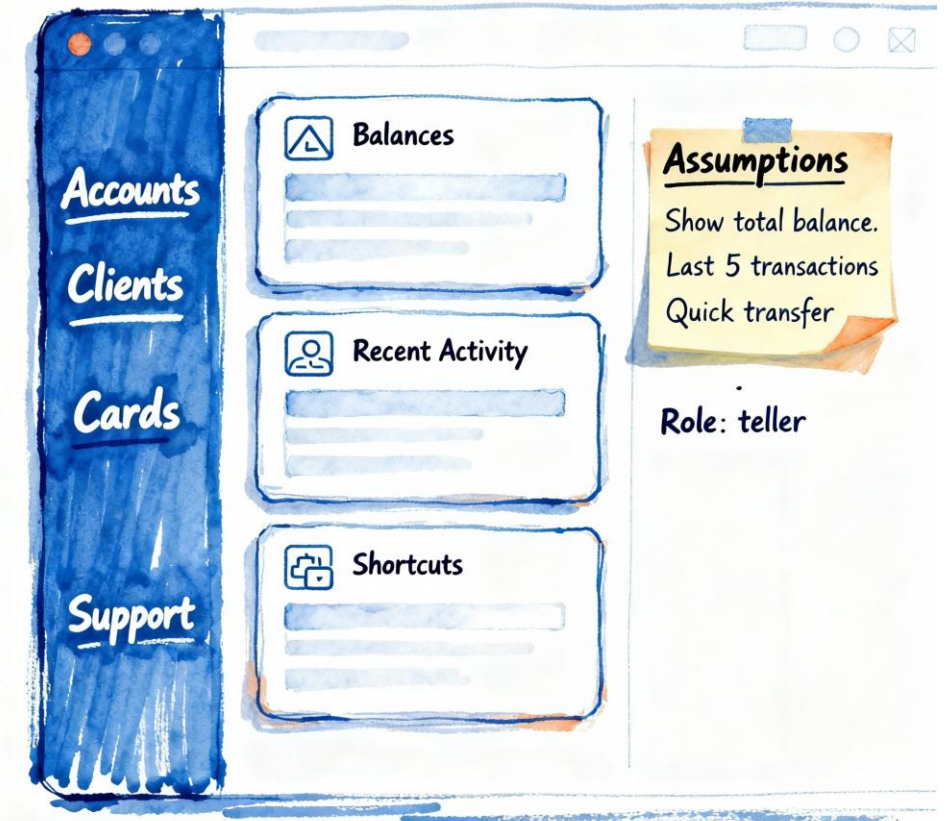 Accounts
Clients
Cards
Support
Balances
Recent Activity
Shortcuts
Assumptions
Show total balance.
Last 5 transactions
Quick transfer
Role: teller